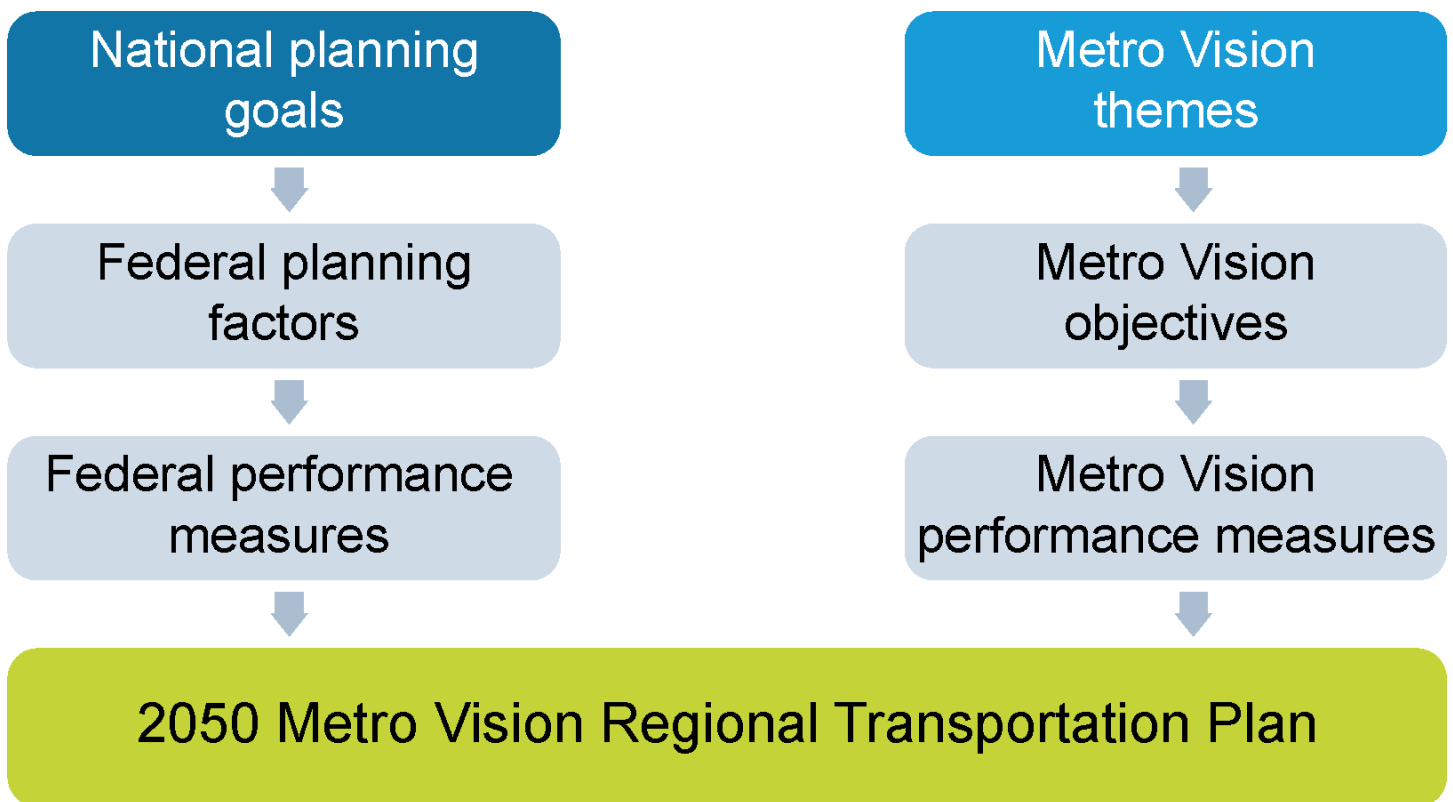 National planning
goals
Federal planning
factors
Federal performance
measures
Metro Vision
themes
Metro Vision
objectives
Metro Vision
performance measures
2050 Metro Vision Regional Transportation Plan